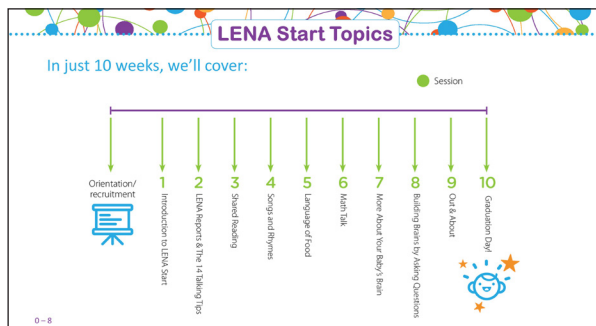 LENA Start Topics
In just 10 weeks, we'll cover:
Session
Orientation/
recruitment
1
Introduction to LENA Start
2
LENA Reports & The 14 Talking Tips
3
Shared Reading
4
Songs and Rhymes
5
Language of Food
6
Math Talk
7
More About Your Baby's Brain
8
Building Brains by Asking Questions
9
Out & About
10
Graduation Day!
0 – 8